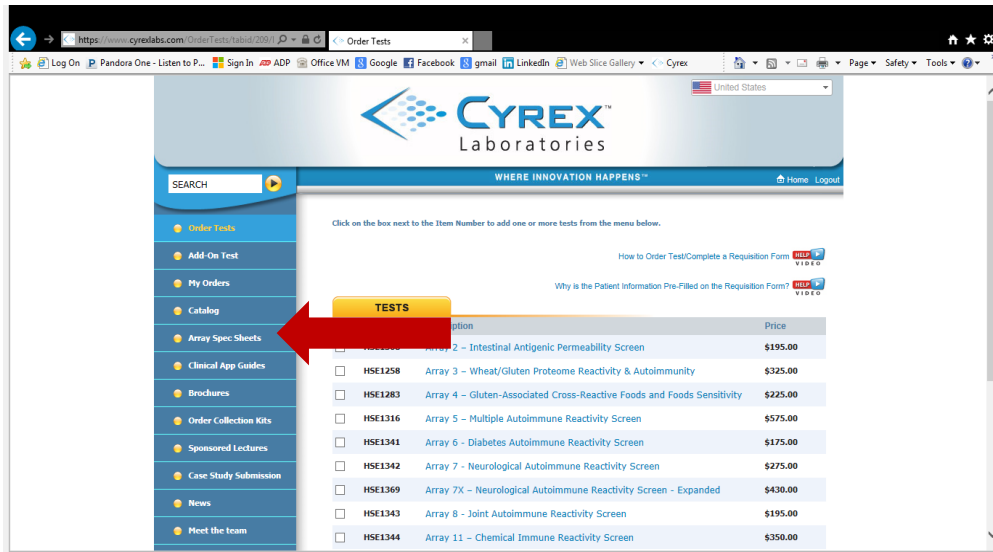 https://www.cyrexlabs.com/OrderTests/tabid/209/
Order Tests
Log On Pandora One - Listen to P... Sign In ADP Office VM Google Facebook gmail LinkedIn Web Slice Gallery Cyrex Page Safety Tools
United States
CYREX™
Laboratories
SEARCH
WHERE INNOVATION HAPPENS
Home Logout
Click on the box next to the Item Number to add one or more tests from the menu below.
How to Order Test/Complete a Requisition Form HELP VIDEO
Why is the Patient Information Pre-Filled on the Requisition Form? HELP VIDEO
Order Tests
Add-On Test
My Orders
Catalog
Array Spec Sheets
Clinical App Guides
Brochures
Order Collection Kits
Sponsored Lectures
Case Study Submission
News
Meet the team
TESTS
Price
Array 2 – Intestinal Antigenic Permeability Screen $195.00
HSE1258 Array 3 – Wheat/Gluten Proteome Reactivity & Autoimmunity $325.00
HSE1283 Array 4 – Gluten-Associated Cross-Reactive Foods and Foods Sensitivity $225.00
HSE1316 Array 5 – Multiple Autoimmune Reactivity Screen $575.00
HSE1341 Array 6 - Diabetes Autoimmune Reactivity Screen $175.00
HSE1342 Array 7 - Neurological Autoimmune Reactivity Screen $275.00
HSE1369 Array 7X – Neurological Autoimmune Reactivity Screen - Expanded $430.00
HSE1343 Array 8 - Joint Autoimmune Reactivity Screen $195.00
HSE1344 Array 11 – Chemical Immune Reactivity Screen $350.00